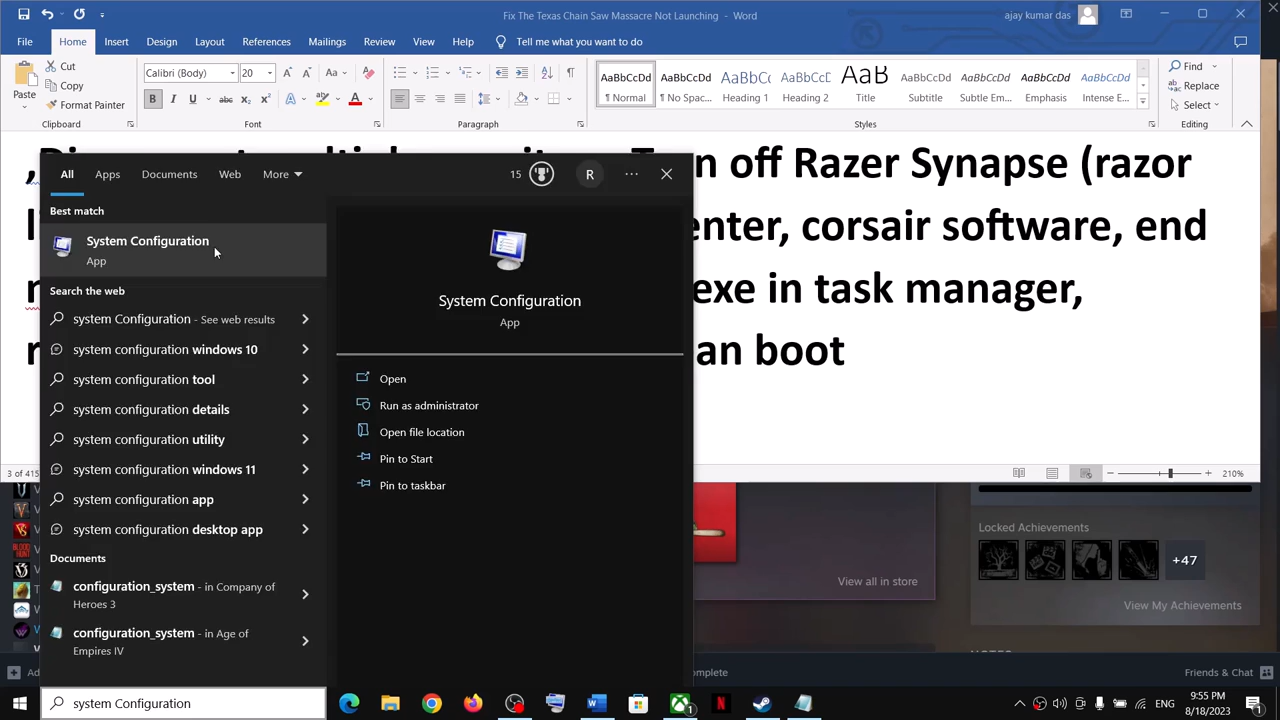 Fix The Texas Chain Saw Massacre Not Launching - Word
ajay kumar das
File Home Insert Design Layout References Mailings Review View Help Tell me what you want to do
Paste
Cut
Copy
Format Painter
Clipboard
Calibri (Body) 20
Font
Paragraph
AaBbCcDd AaBbCcDd AaBbCc AaBbCcC AaB AaBbCcD AaBbCcDd AaBbCcDd AaBbCcDd
¶ Normal ¶ No Spac... Heading 1 Heading 2 Title Subtitle Subtle Em... Emphasis Intense E...
Styles
Find
Replace
Select
Editing
n off Razer Synapse (razor
enter, corsair software, end
exe in task manager,
an boot
3 of 415
210%
All Apps Documents Web More
15
R
Best match
System Configuration
App
Search the web
system Configuration - See web results
system configuration windows 10
system configuration tool
system configuration details
system configuration utility
system configuration windows 11
system configuration app
system configuration desktop app
Documents
configuration_system - in Company of
Heroes 3
configuration_system - in Age of
Empires IV
System Configuration
App
Open
Run as administrator
Open file location
Pin to Start
Pin to taskbar
View all in store
Locked Achievements
+47
View My Achievements
Friends & Chat
system Configuration
ENG
9:55 PM
8/18/2023